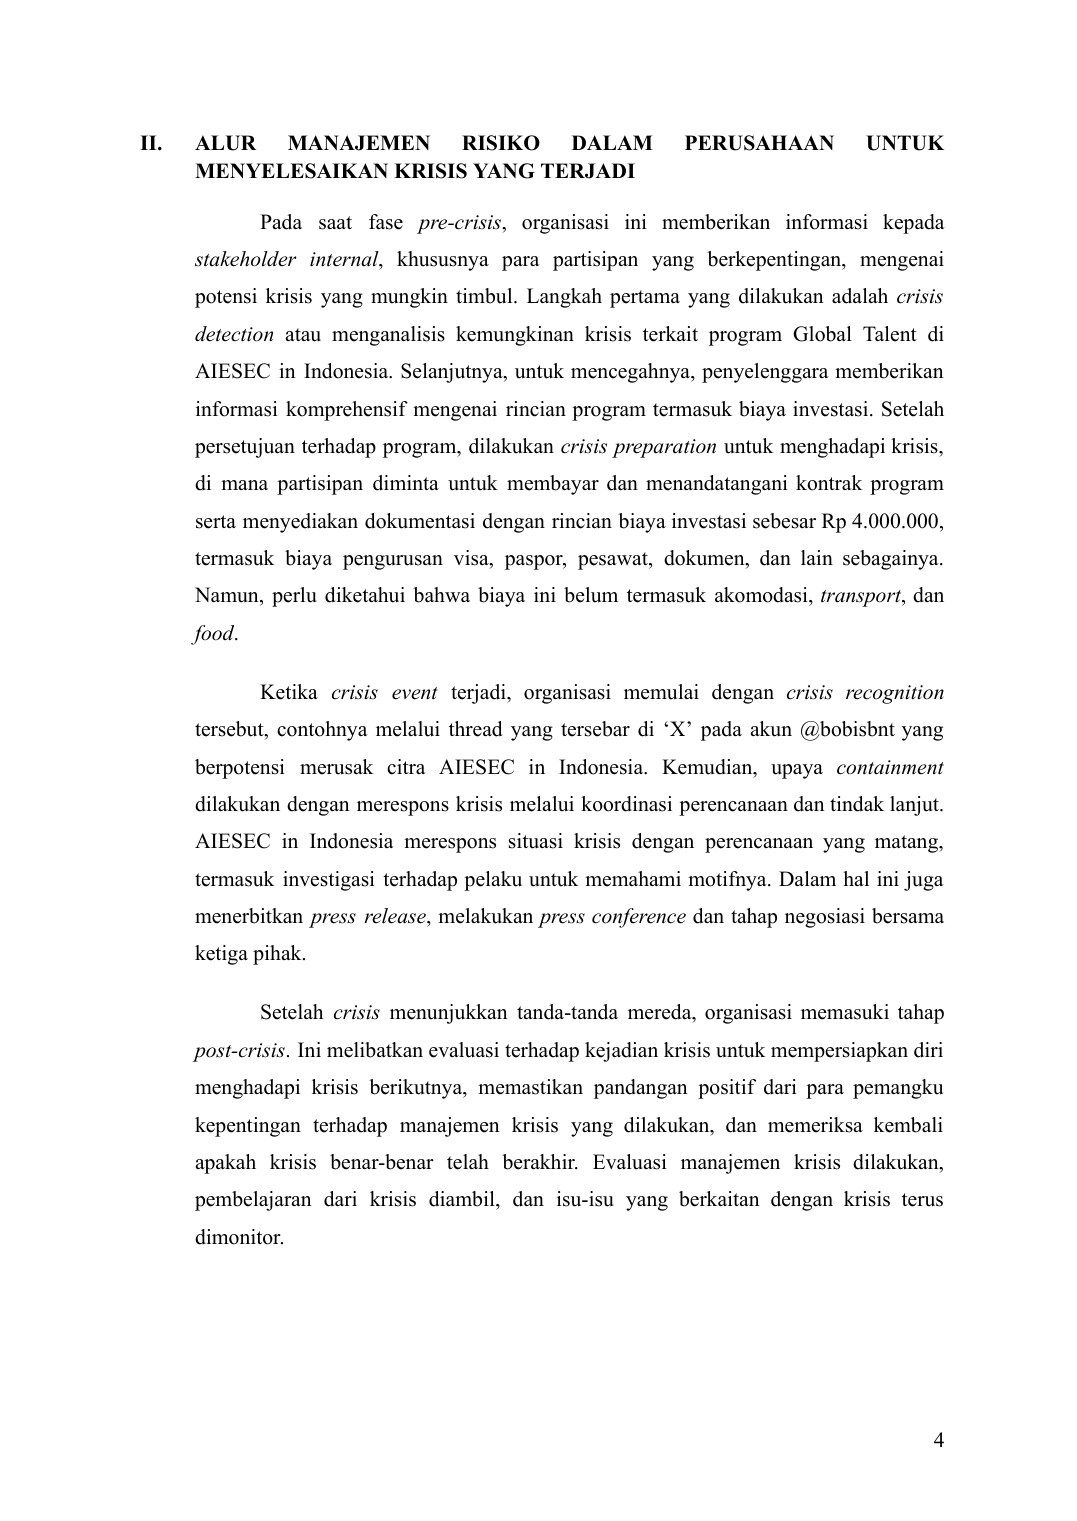 II. ALUR MANAJEMEN RISIKO DALAM PERUSAHAAN UNTUK
MENYELESAIKAN KRISIS YANG TERJADI
Pada saat fase pre-crisis, organisasi ini memberikan informasi kepada
stakeholder internal, khususnya para partisipan yang berkepentingan, mengenai
potensi krisis yang mungkin timbul. Langkah pertama yang dilakukan adalah crisis
detection atau menganalisis kemungkinan krisis terkait program Global Talent di
AIESEC in Indonesia. Selanjutnya, untuk mencegahnya, penyelenggara memberikan
informasi komprehensif mengenai rincian program termasuk biaya investasi. Setelah
persetujuan terhadap program, dilakukan crisis preparation untuk menghadapi krisis,
di mana partisipan diminta untuk membayar dan menandatangani kontrak program
serta menyediakan dokumentasi dengan rincian biaya investasi sebesar Rp 4.000.000,
termasuk biaya pengurusan visa, paspor, pesawat, dokumen, dan lain sebagainya.
Namun, perlu diketahui bahwa biaya ini belum termasuk akomodasi, transport, dan
food.
Ketika crisis event terjadi, organisasi memulai dengan crisis recognition
tersebut, contohnya melalui thread yang tersebar di ‘X’ pada akun @bobisbnt yang
berpotensi merusak citra AIESEC in Indonesia. Kemudian, upaya containment
dilakukan dengan merespons krisis melalui koordinasi perencanaan dan tindak lanjut.
AIESEC in Indonesia merespons situasi krisis dengan perencanaan yang matang,
termasuk investigasi terhadap pelaku untuk memahami motifnya. Dalam hal ini juga
menerbitkan press release, melakukan press conference dan tahap negosiasi bersama
ketiga pihak.
Setelah crisis menunjukkan tanda-tanda mereda, organisasi memasuki tahap
post-crisis. Ini melibatkan evaluasi terhadap kejadian krisis untuk mempersiapkan diri
menghadapi krisis berikutnya, memastikan pandangan positif dari para pemangku
kepentingan terhadap manajemen krisis yang dilakukan, dan memeriksa kembali
apakah krisis benar-benar telah berakhir. Evaluasi manajemen krisis dilakukan,
pembelajaran dari krisis diambil, dan isu-isu yang berkaitan dengan krisis terus
dimonitor.
4